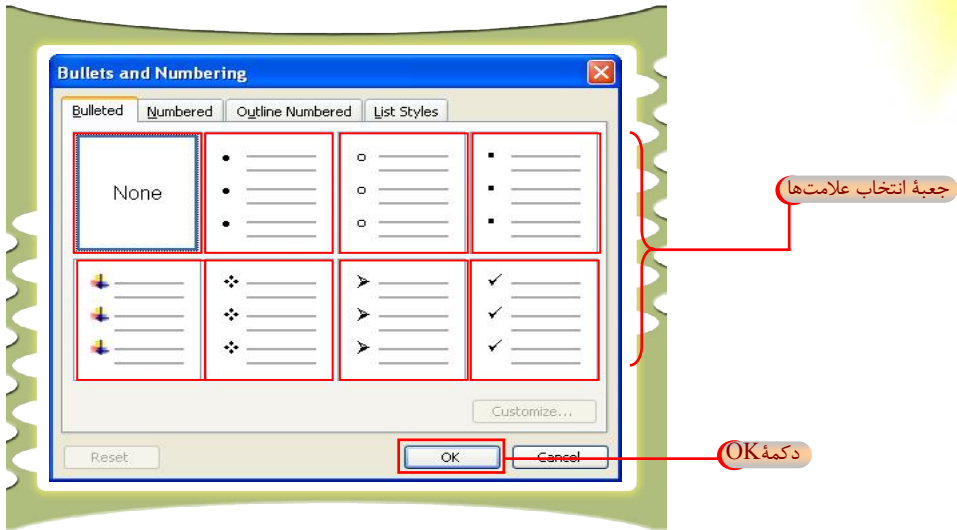 Bullets and Numbering
Bulleted Numbered Outline Numbered List Styles
None
جعبهٔ انتخاب علامت‌ها
Customize...
Reset OK Cancel
دکمهٔ OK